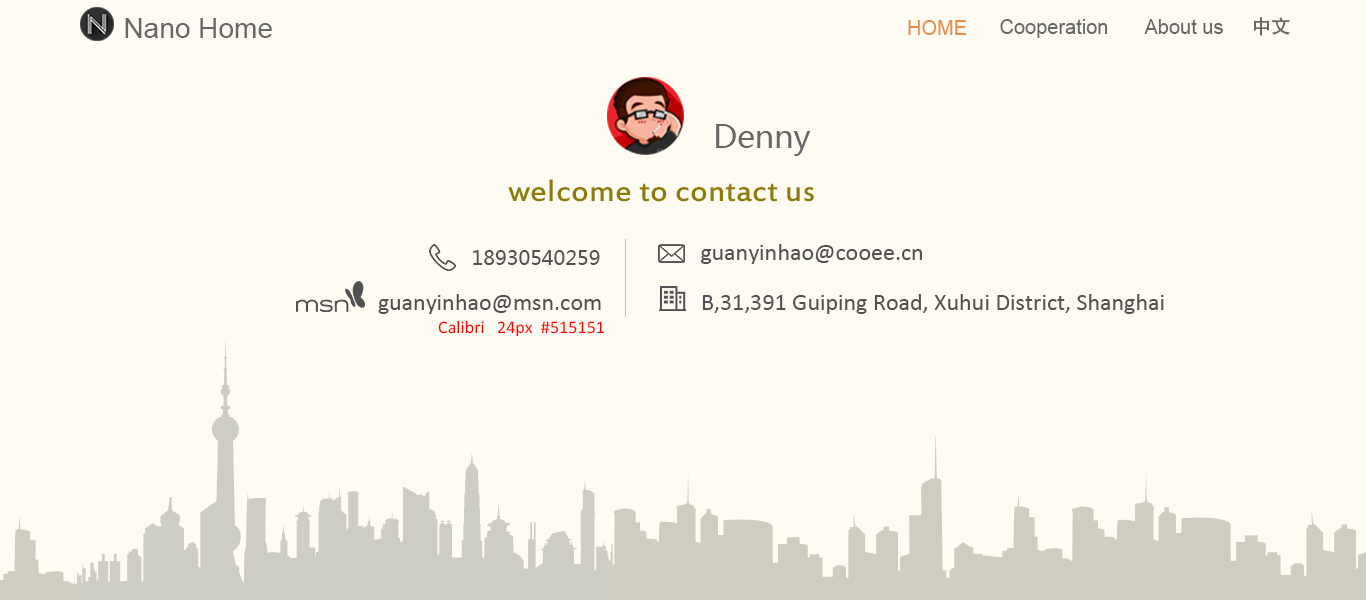 N Nano Home
HOME Cooperation About us 中文
Denny
welcome to contact us
18930540259
guanyinhao@cooee.cn
msn guanyinhao@msn.com
B,31,391 Guiping Road, Xuhui District, Shanghai
Calibri 24px #515151